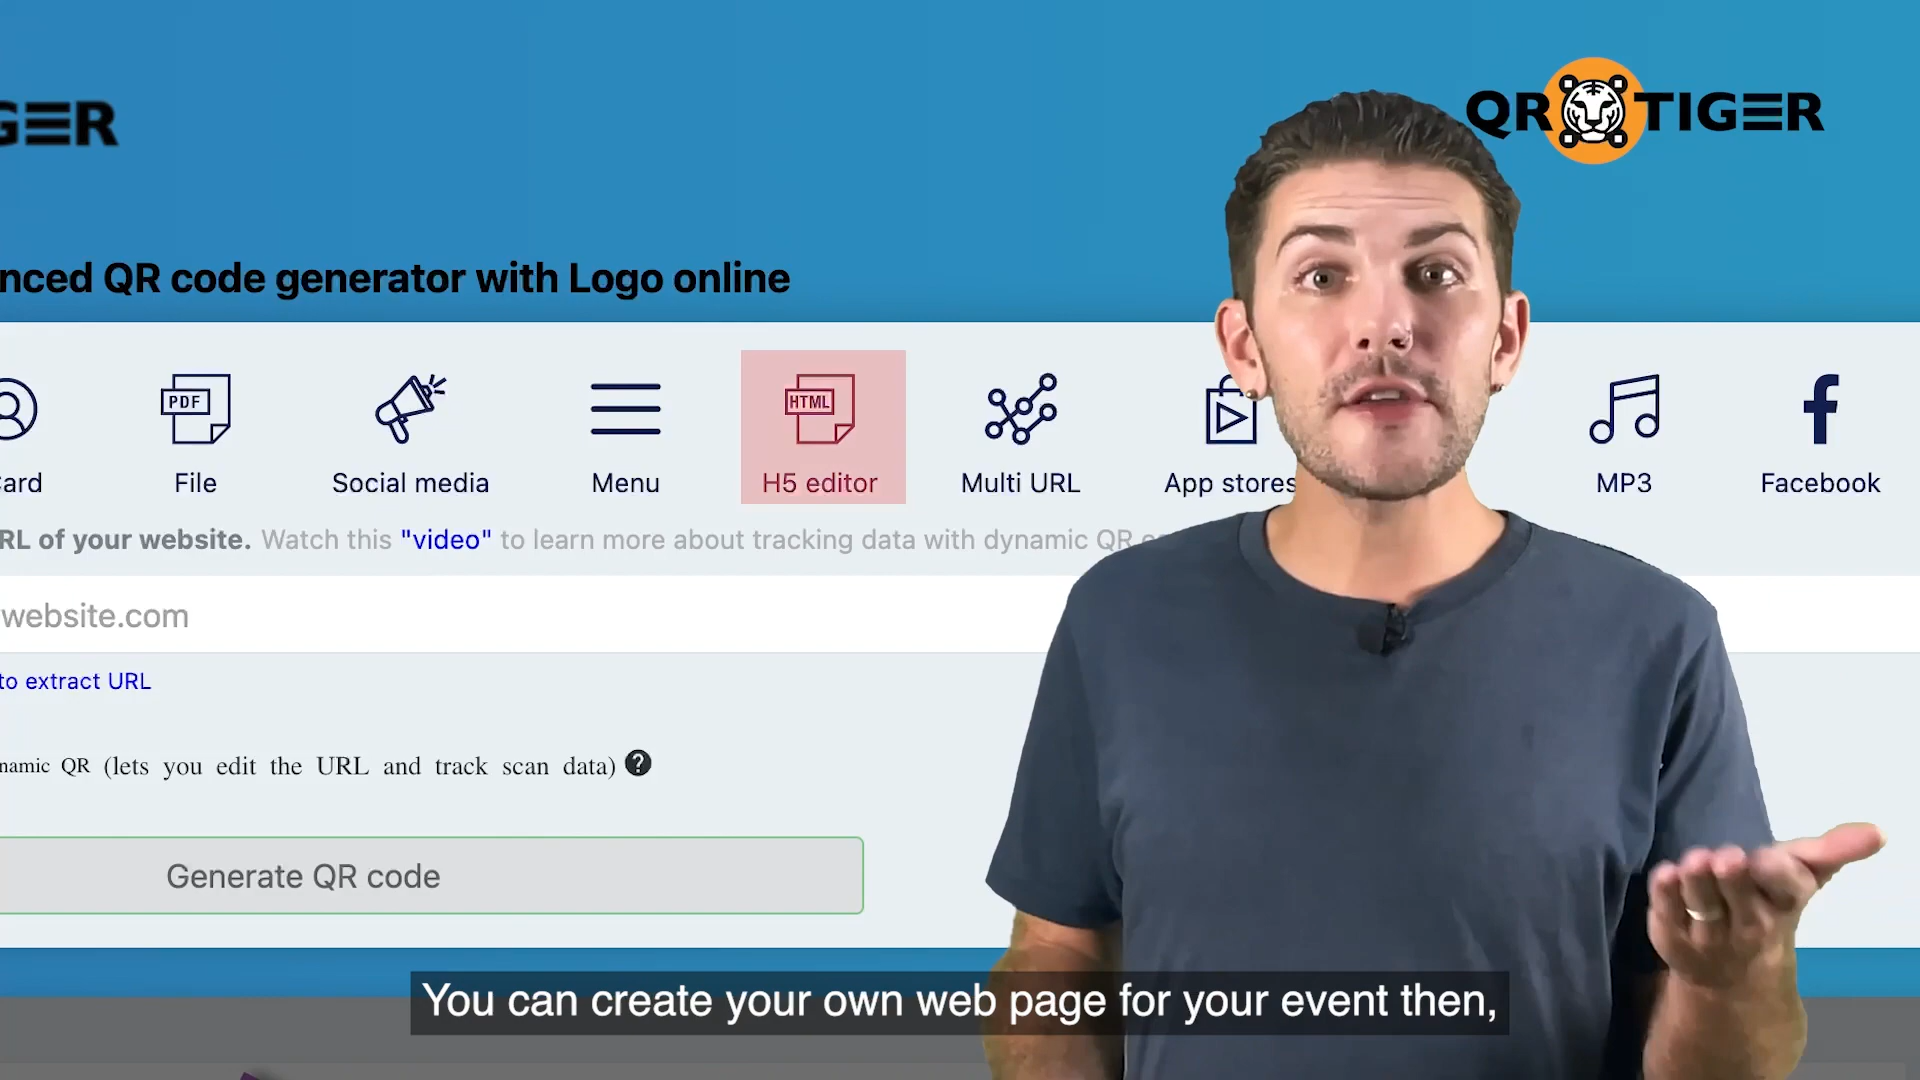 GER
QR TIGER
nced QR code generator with Logo online
PDF
HTML
ard
File
Social media
Menu
H5 editor
Multi URL
App stores
MP3
Facebook
RL of your website. Watch this "video" to learn more about tracking data with dynamic QR
website.com
to extract URL
namic QR (lets you edit the URL and track scan data) ?
Generate QR code
You can create your own web page for your event then,